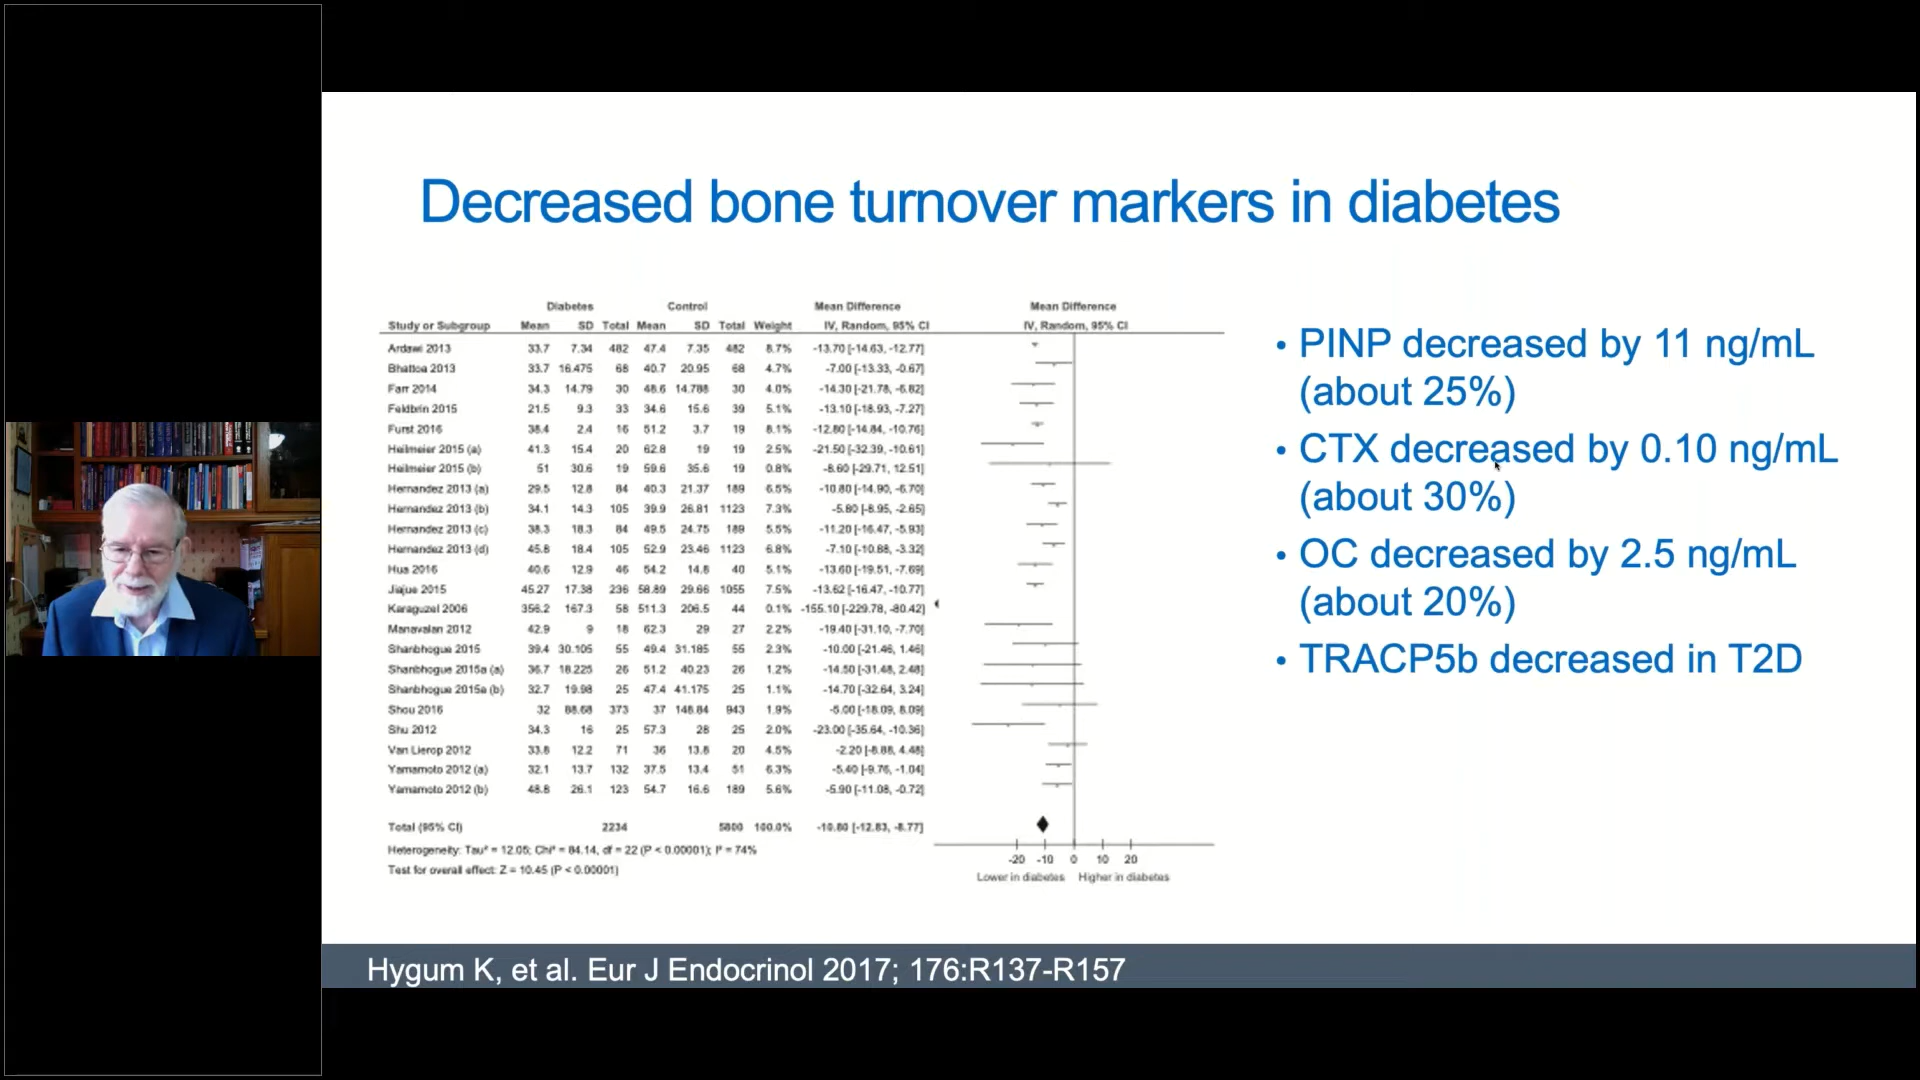 Decreased bone turnover markers in diabetes
Diabetes Control Mean Difference Mean Difference
Study or Subgroup Mean SD Total Mean SD Total Weight IV, Random, 95% CI IV, Random, 95% CI
Ardawi 2013 33.7 7.34 482 47.4 7.35 482 8.7% -13.70 [-14.63, -12.77]
Bhattoa 2013 33.7 16.475 68 40.7 20.95 68 4.7% -7.00 [-13.33, -0.67]
Farr 2014 34.3 14.79 30 48.6 14.788 30 4.0% -14.30 [-21.78, -6.82]
Feldbrin 2015 21.5 9.3 33 34.6 15.6 39 5.1% -13.10 [-18.93, -7.27]
Furst 2016 38.4 2.4 16 51.2 3.7 19 8.1% -12.80 [-14.84, -10.76]
Heilmeier 2015 (a) 41.3 15.4 20 62.8 19 19 2.5% -21.50 [-32.39, -10.61]
Heilmeier 2015 (b) 51 30.6 19 59.6 35.6 19 0.8% -8.60 [-29.71, 12.51]
Hernandez 2013 (a) 29.5 12.8 84 40.3 21.37 189 6.5% -10.80 [-14.90, -6.70]
Hernandez 2013 (b) 34.1 14.3 105 39.9 26.81 1123 7.3% -5.80 [-8.95, -2.65]
Hernandez 2013 (c) 38.3 18.3 84 49.5 24.75 189 5.5% -11.20 [-16.47, -5.93]
Hernandez 2013 (d) 45.8 18.4 105 52.9 23.46 1123 6.8% -7.10 [-10.88, -3.32]
Hua 2016 40.6 12.9 46 54.2 14.8 40 5.1% -13.60 [-19.51, -7.69]
Jiajue 2015 45.27 17.38 236 58.89 29.66 1055 7.5% -13.62 [-16.47, -10.77]
Karaguzel 2006 356.2 167.3 58 511.3 206.5 44 0.1% -155.10 [-229.78, -80.42]
Manavalan 2012 42.9 9 18 62.3 29 27 2.2% -19.40 [-31.10, -7.70]
Shanbhogue 2015 39.4 30.105 55 49.4 31.185 55 2.3% -10.00 [-21.46, 1.46]
Shanbhogue 2015a (a) 36.7 18.225 26 51.2 40.23 26 1.2% -14.50 [-31.48, 2.48]
Shanbhogue 2015a (b) 32.7 19.98 25 47.4 41.175 25 1.1% -14.70 [-32.64, 3.24]
Shou 2016 32 88.68 373 37 148.84 943 1.9% -5.00 [-18.09, 8.09]
Shu 2012 34.3 16 25 57.3 28 25 2.0% -23.00 [-35.64, -10.36]
Van Lierop 2012 33.8 12.2 71 36 13.8 20 4.5% -2.20 [-8.88, 4.48]
Yamamoto 2012 (a) 32.1 13.7 132 37.5 13.4 51 6.3% -5.40 [-9.76, -1.04]
Yamamoto 2012 (b) 48.8 26.1 123 54.7 16.6 189 5.6% -5.90 [-11.08, -0.72]
Total (95% CI) 2234 5800 100.0% -10.80 [-12.83, -8.77]
Heterogeneity: Tau² = 12.05; Chi² = 84.14, df = 22 (P < 0.00001); I² = 74%
Test for overall effect: Z = 10.45 (P < 0.00001)
-20 -10 0 10 20
Lower in diabetes Higher in diabetes
• PINP decreased by 11 ng/mL
(about 25%)
• CTX decreased by 0.10 ng/mL
(about 30%)
• OC decreased by 2.5 ng/mL
(about 20%)
• TRACP5b decreased in T2D
Hygum K, et al. Eur J Endocrinol 2017; 176:R137-R157